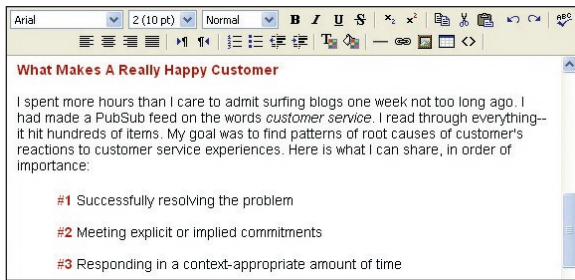 Arial 2 (10 pt) Normal B I U S ×₂ ×² ABC
What Makes A Really Happy Customer
I spent more hours than I care to admit surfing blogs one week not too long ago. I
had made a PubSub feed on the words customer service. I read through everything--
it hit hundreds of items. My goal was to find patterns of root causes of customer's
reactions to customer service experiences. Here is what I can share, in order of
importance:
#1 Successfully resolving the problem
#2 Meeting explicit or implied commitments
#3 Responding in a context-appropriate amount of time